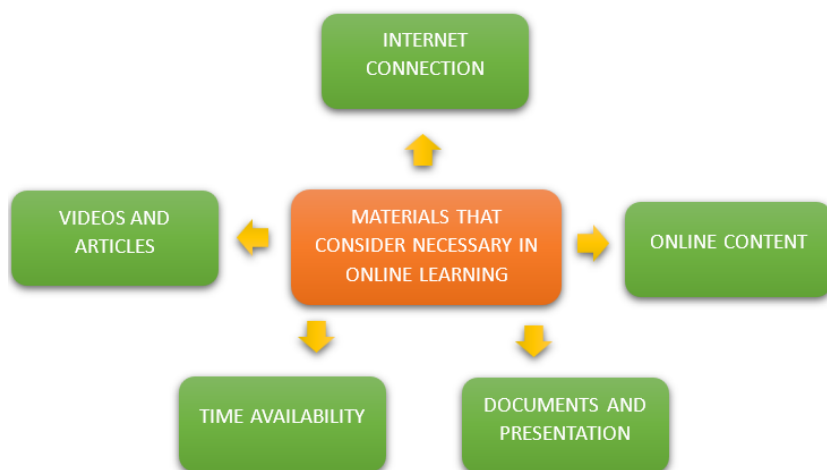 INTERNET
CONNECTION
VIDEOS AND
ARTICLES
MATERIALS THAT
CONSIDER NECESSARY IN
ONLINE LEARNING
ONLINE CONTENT
TIME AVAILABILITY
DOCUMENTS AND
PRESENTATION